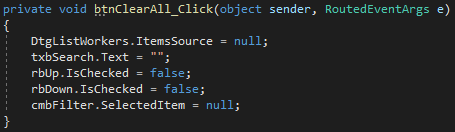 private void btnClearAll_Click(object sender, RoutedEventArgs e)
{
DtgListWorkers.ItemsSource = null;
txbSearch.Text = "";
rbUp.IsChecked = false;
rbDown.IsChecked = false;
cmbFilter.SelectedItem = null;
}